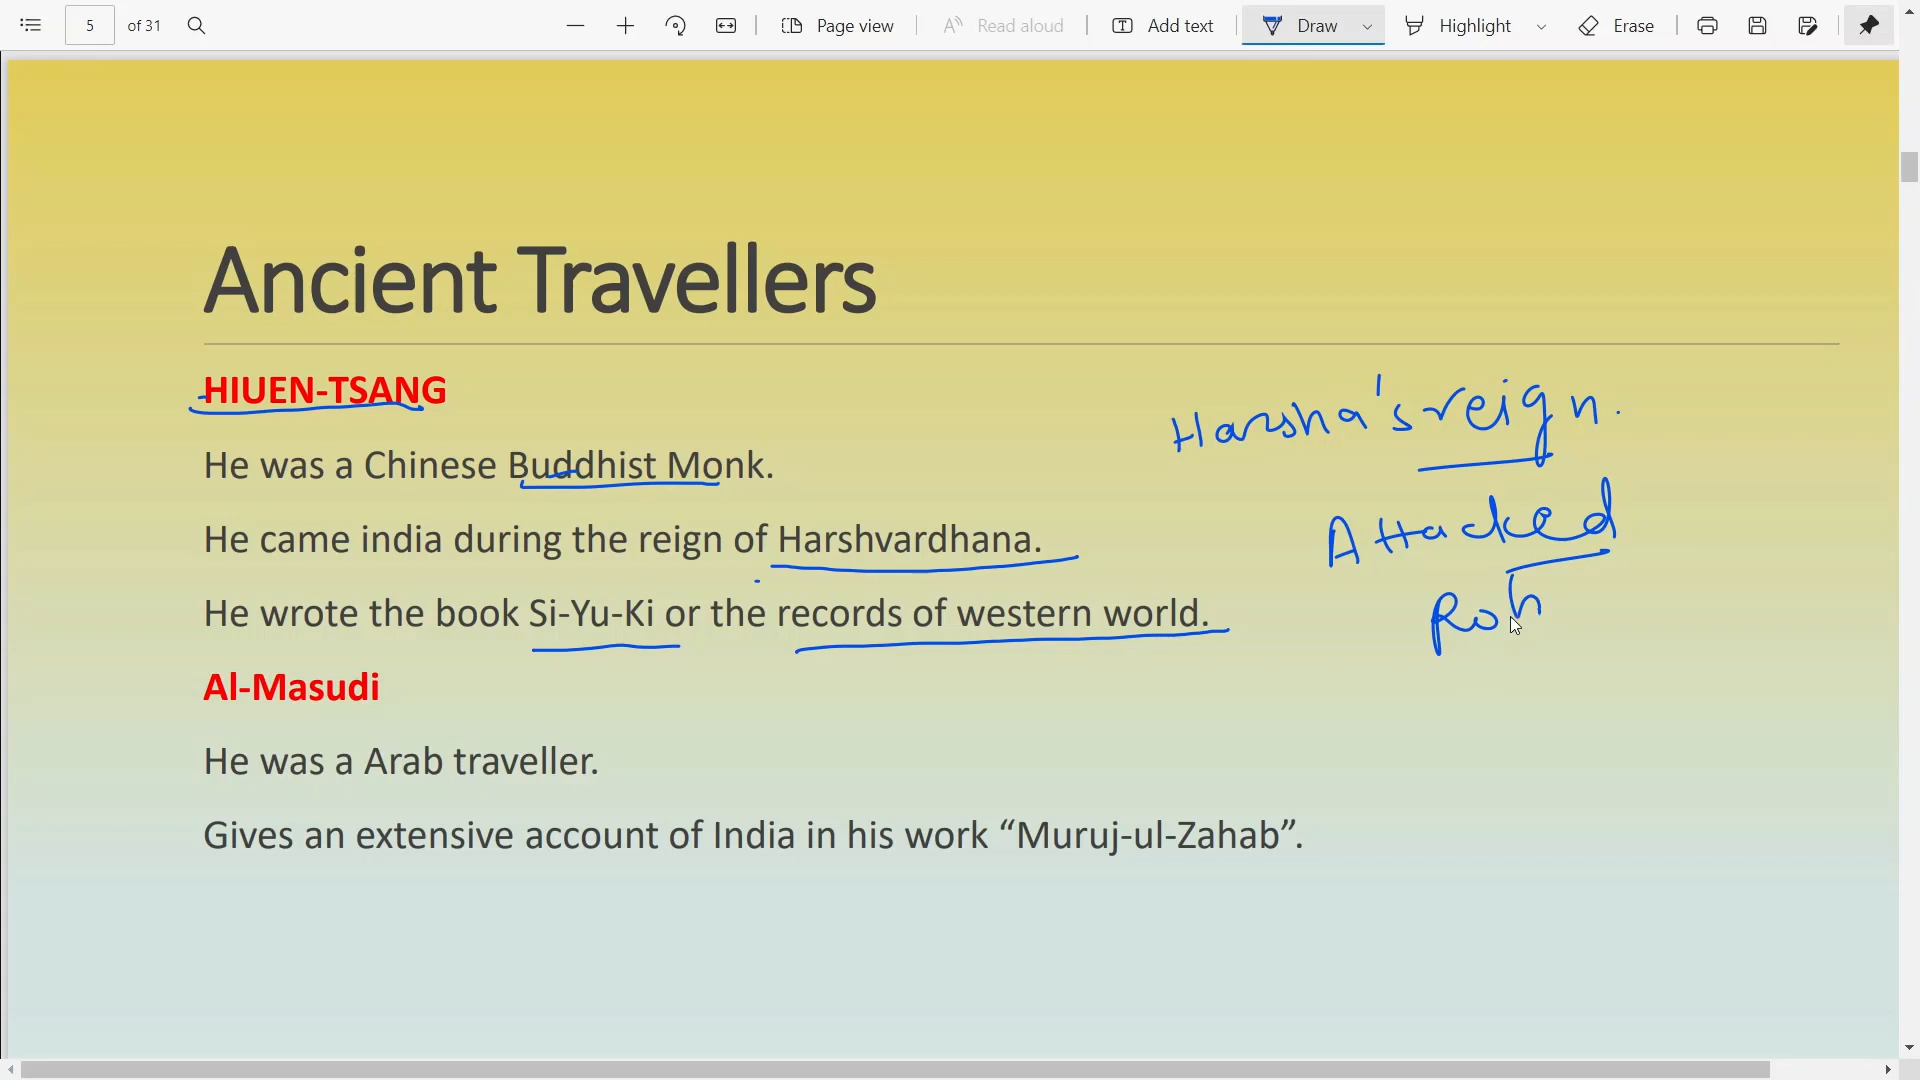 5 of 31 Page view Read aloud Add text Draw Highlight Erase
Ancient Travellers
HIUEN-TSANG
He was a Chinese Buddhist Monk.
He came india during the reign of Harshvardhana.
He wrote the book Si-Yu-Ki or the records of western world.
Al-Masudi
He was a Arab traveller.
Gives an extensive account of India in his work “Muruj-ul-Zahab”.
Harsha's reign.
Attacked
Roh